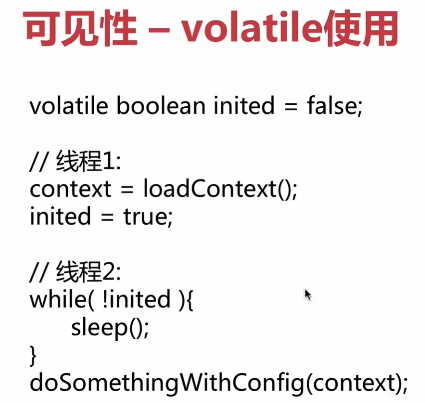 可见性 – volatile使用
volatile boolean inited = false;
// 线程1:
context = loadContext();
inited = true;
// 线程2:
while( !inited ){
sleep();
}
doSomethingWithConfig(context);